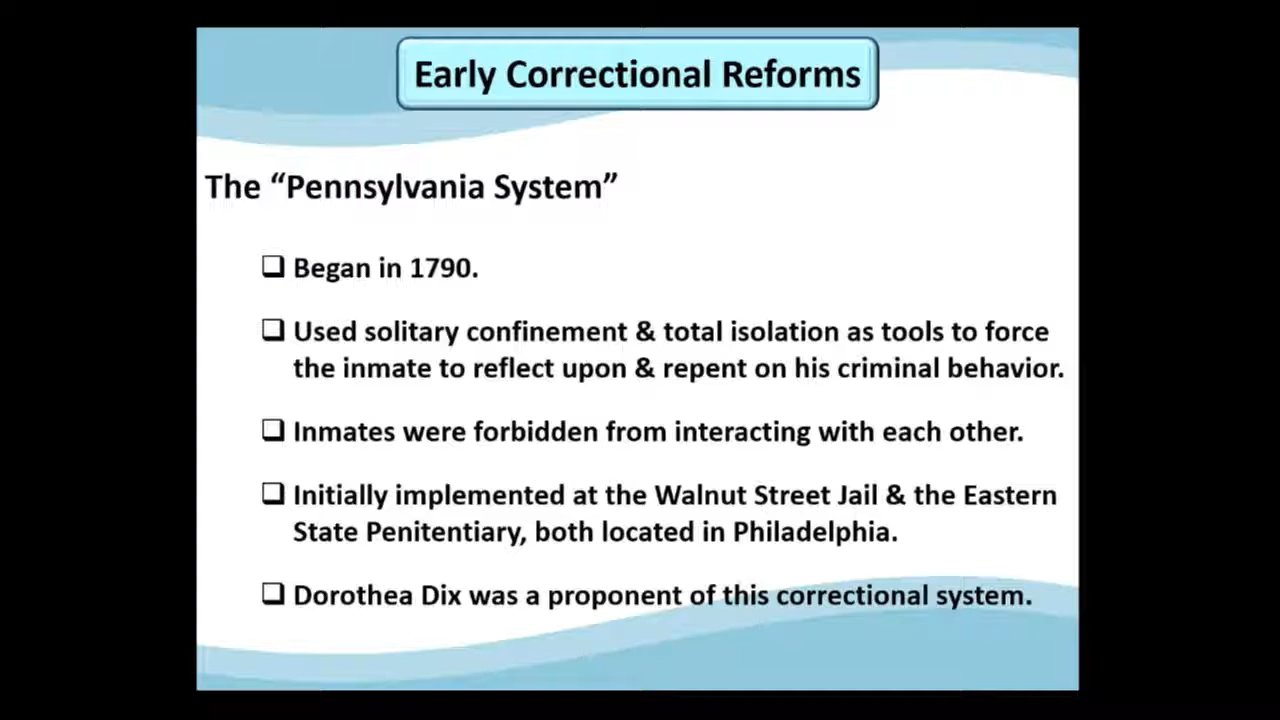 Early Correctional Reforms
The “Pennsylvania System”
❑ Began in 1790.
❑ Used solitary confinement & total isolation as tools to force
the inmate to reflect upon & repent on his criminal behavior.
❑ Inmates were forbidden from interacting with each other.
❑ Initially implemented at the Walnut Street Jail & the Eastern
State Penitentiary, both located in Philadelphia.
❑ Dorothea Dix was a proponent of this correctional system.